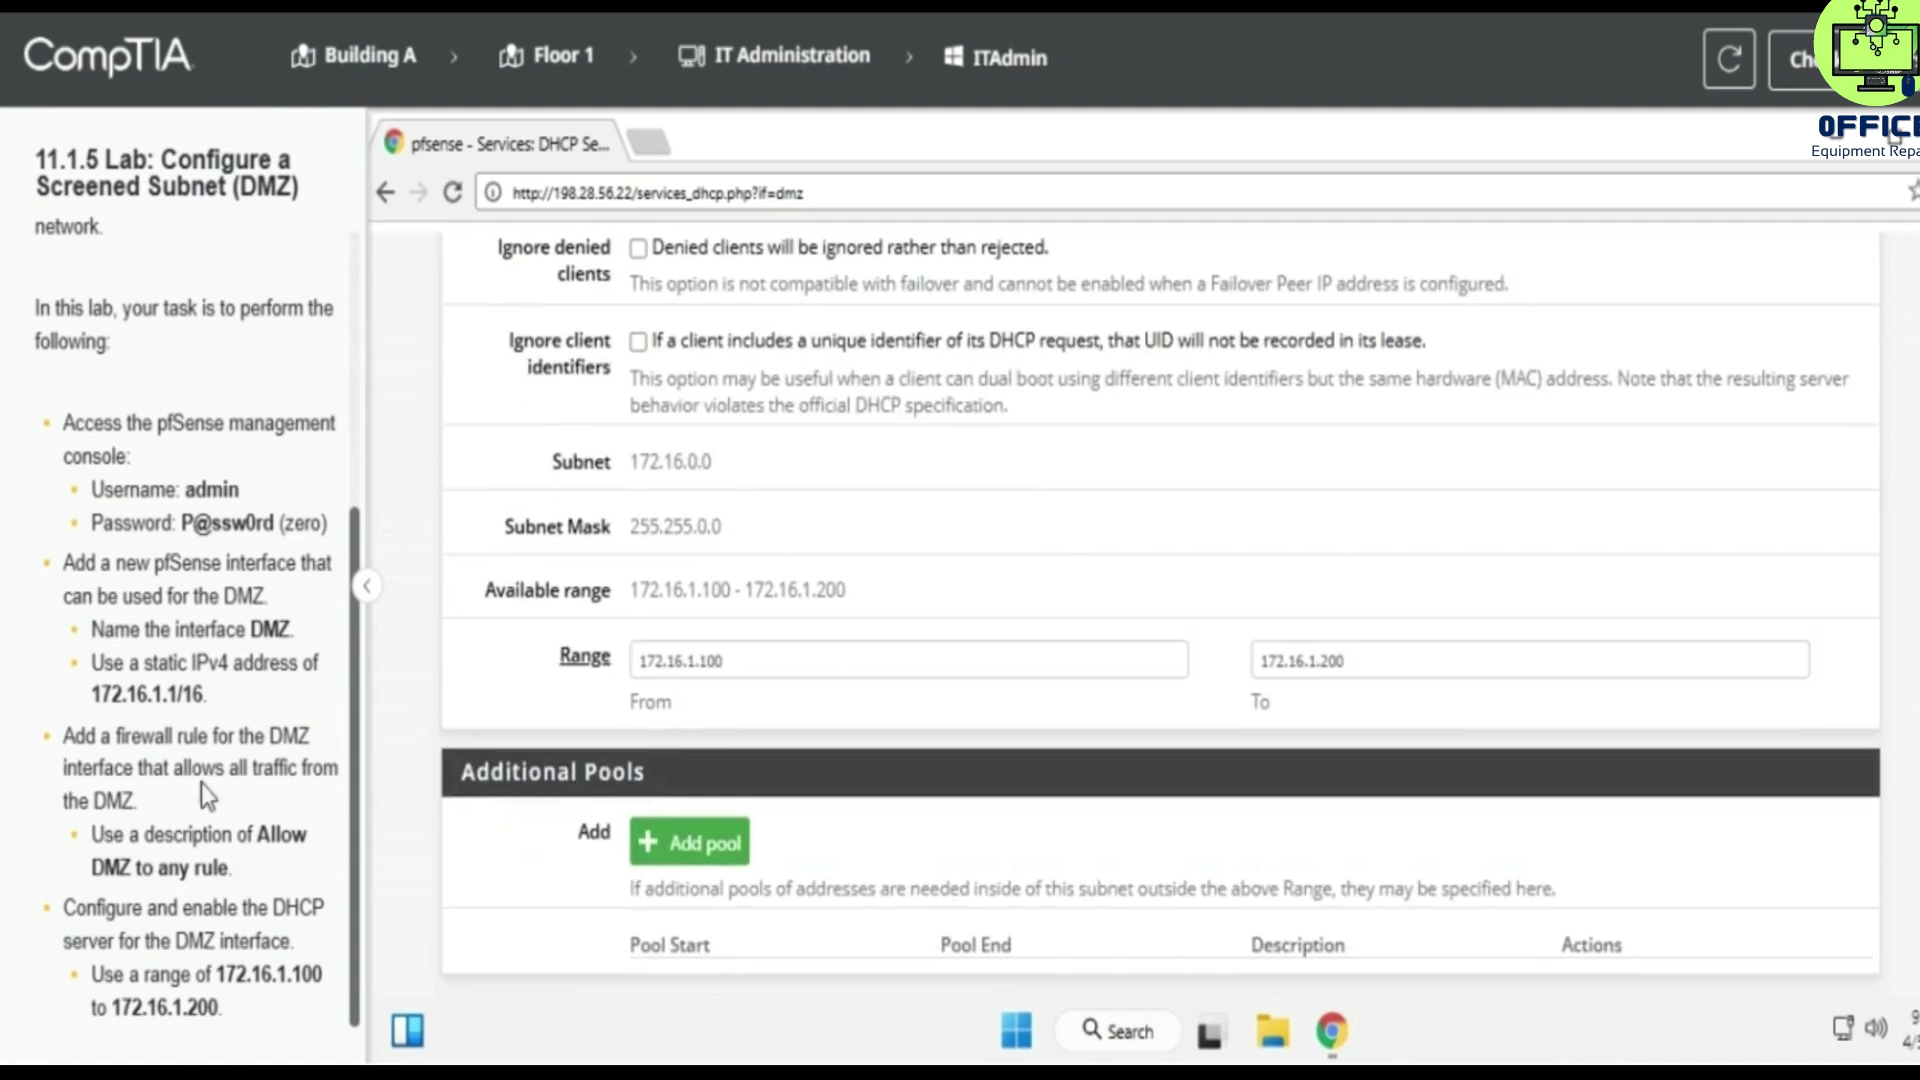 CompTIA
Building A > Floor 1 > IT Administration > ITAdmin
OFFICE
Equipment Repa
11.1.5 Lab: Configure a
Screened Subnet (DMZ)
network.
In this lab, your task is to perform the
following:
Access the pfSense management
console:
Username: admin
Password: P@ssw0rd (zero)
Add a new pfSense interface that
can be used for the DMZ.
Name the interface DMZ.
Use a static IPv4 address of
172.16.1.1/16.
Add a firewall rule for the DMZ
interface that allows all traffic from
the DMZ.
Use a description of Allow
DMZ to any rule.
Configure and enable the DHCP
server for the DMZ interface.
Use a range of 172.16.1.100
to 172.16.1.200.
pfsense - Services: DHCP Se...
http://198.28.56.22/services_dhcp.php?if=dmz
Ignore denied
clients
Denied clients will be ignored rather than rejected.
This option is not compatible with failover and cannot be enabled when a Failover Peer IP address is configured.
Ignore client
identifiers
If a client includes a unique identifier of its DHCP request, that UID will not be recorded in its lease.
This option may be useful when a client can dual boot using different client identifiers but the same hardware (MAC) address. Note that the resulting server
behavior violates the official DHCP specification.
Subnet 172.16.0.0
Subnet Mask 255.255.0.0
Available range 172.16.1.100 - 172.16.1.200
Range 172.16.1.100 172.16.1.200
From To
Additional Pools
Add + Add pool
If additional pools of addresses are needed inside of this subnet outside the above Range, they may be specified here.
Pool Start Pool End Description Actions
Search